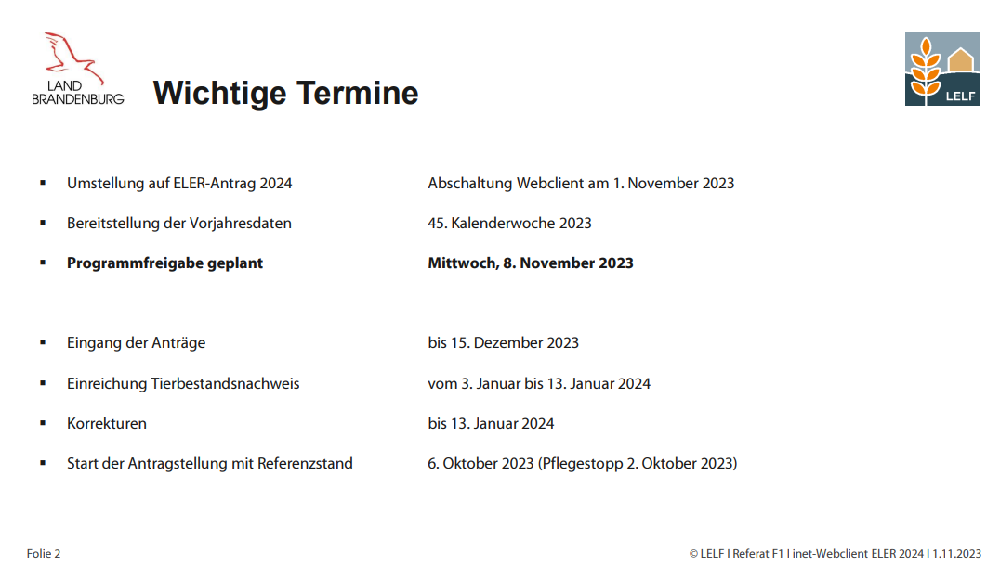 LAND
BRANDENBURG
Wichtige Termine
LELF
▪ Umstellung auf ELER-Antrag 2024 Abschaltung Webclient am 1. November 2023
▪ Bereitstellung der Vorjahresdaten 45. Kalenderwoche 2023
▪ Programmfreigabe geplant Mittwoch, 8. November 2023
▪ Eingang der Anträge bis 15. Dezember 2023
▪ Einreichung Tierbestandsnachweis vom 3. Januar bis 13. Januar 2024
▪ Korrekturen bis 13. Januar 2024
▪ Start der Antragstellung mit Referenzstand 6. Oktober 2023 (Pflegestopp 2. Oktober 2023)
Folie 2 © LELF I Referat F1 I inet-Webclient ELER 2024 I 1.11.2023